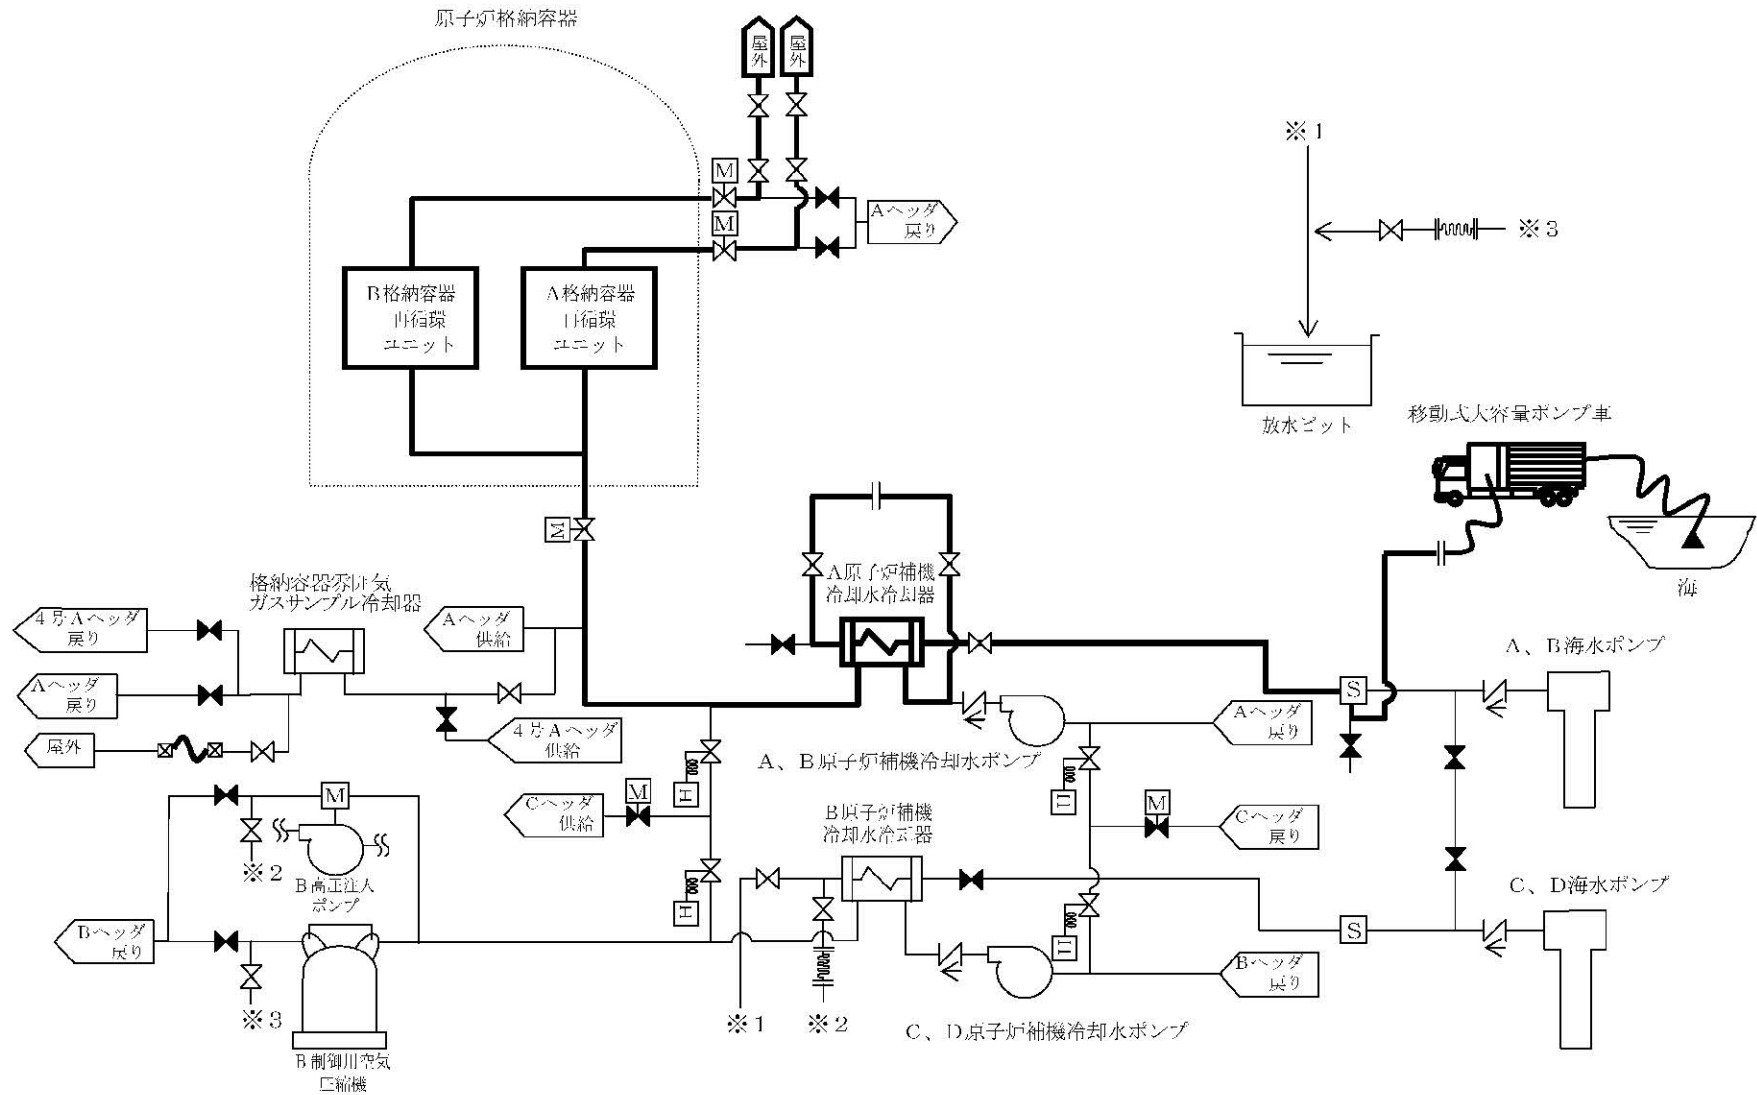 原子炉格納容器
屋外
屋外
※1
M
M
Aヘッダ
戻り
※3
B格納容器
再循環
ユニット
A格納容器
再循環
ユニット
放水ピット
移動式大容量ポンプ車
M
海
格納容器雰囲気
ガスサンプル冷却器
A原子炉補機
冷却水冷却器
4号Aヘッダ
戻り
Aヘッダ
供給
A、B海水ポンプ
Aヘッダ
戻り
S
4号Aヘッダ
供給
Aヘッダ
戻り
屋外
A、B原子炉補機冷却水ポンプ
H
H
M
M
M
Cヘッダ
供給
B原子炉補機
冷却水冷却器
Cヘッダ
戻り
※2
B高圧注入
ポンプ
C、D海水ポンプ
H
H
S
Bヘッダ
戻り
Bヘッダ
戻り
※3
※1
※2
C、D原子炉補機冷却水ポンプ
B制御用空気
圧縮機